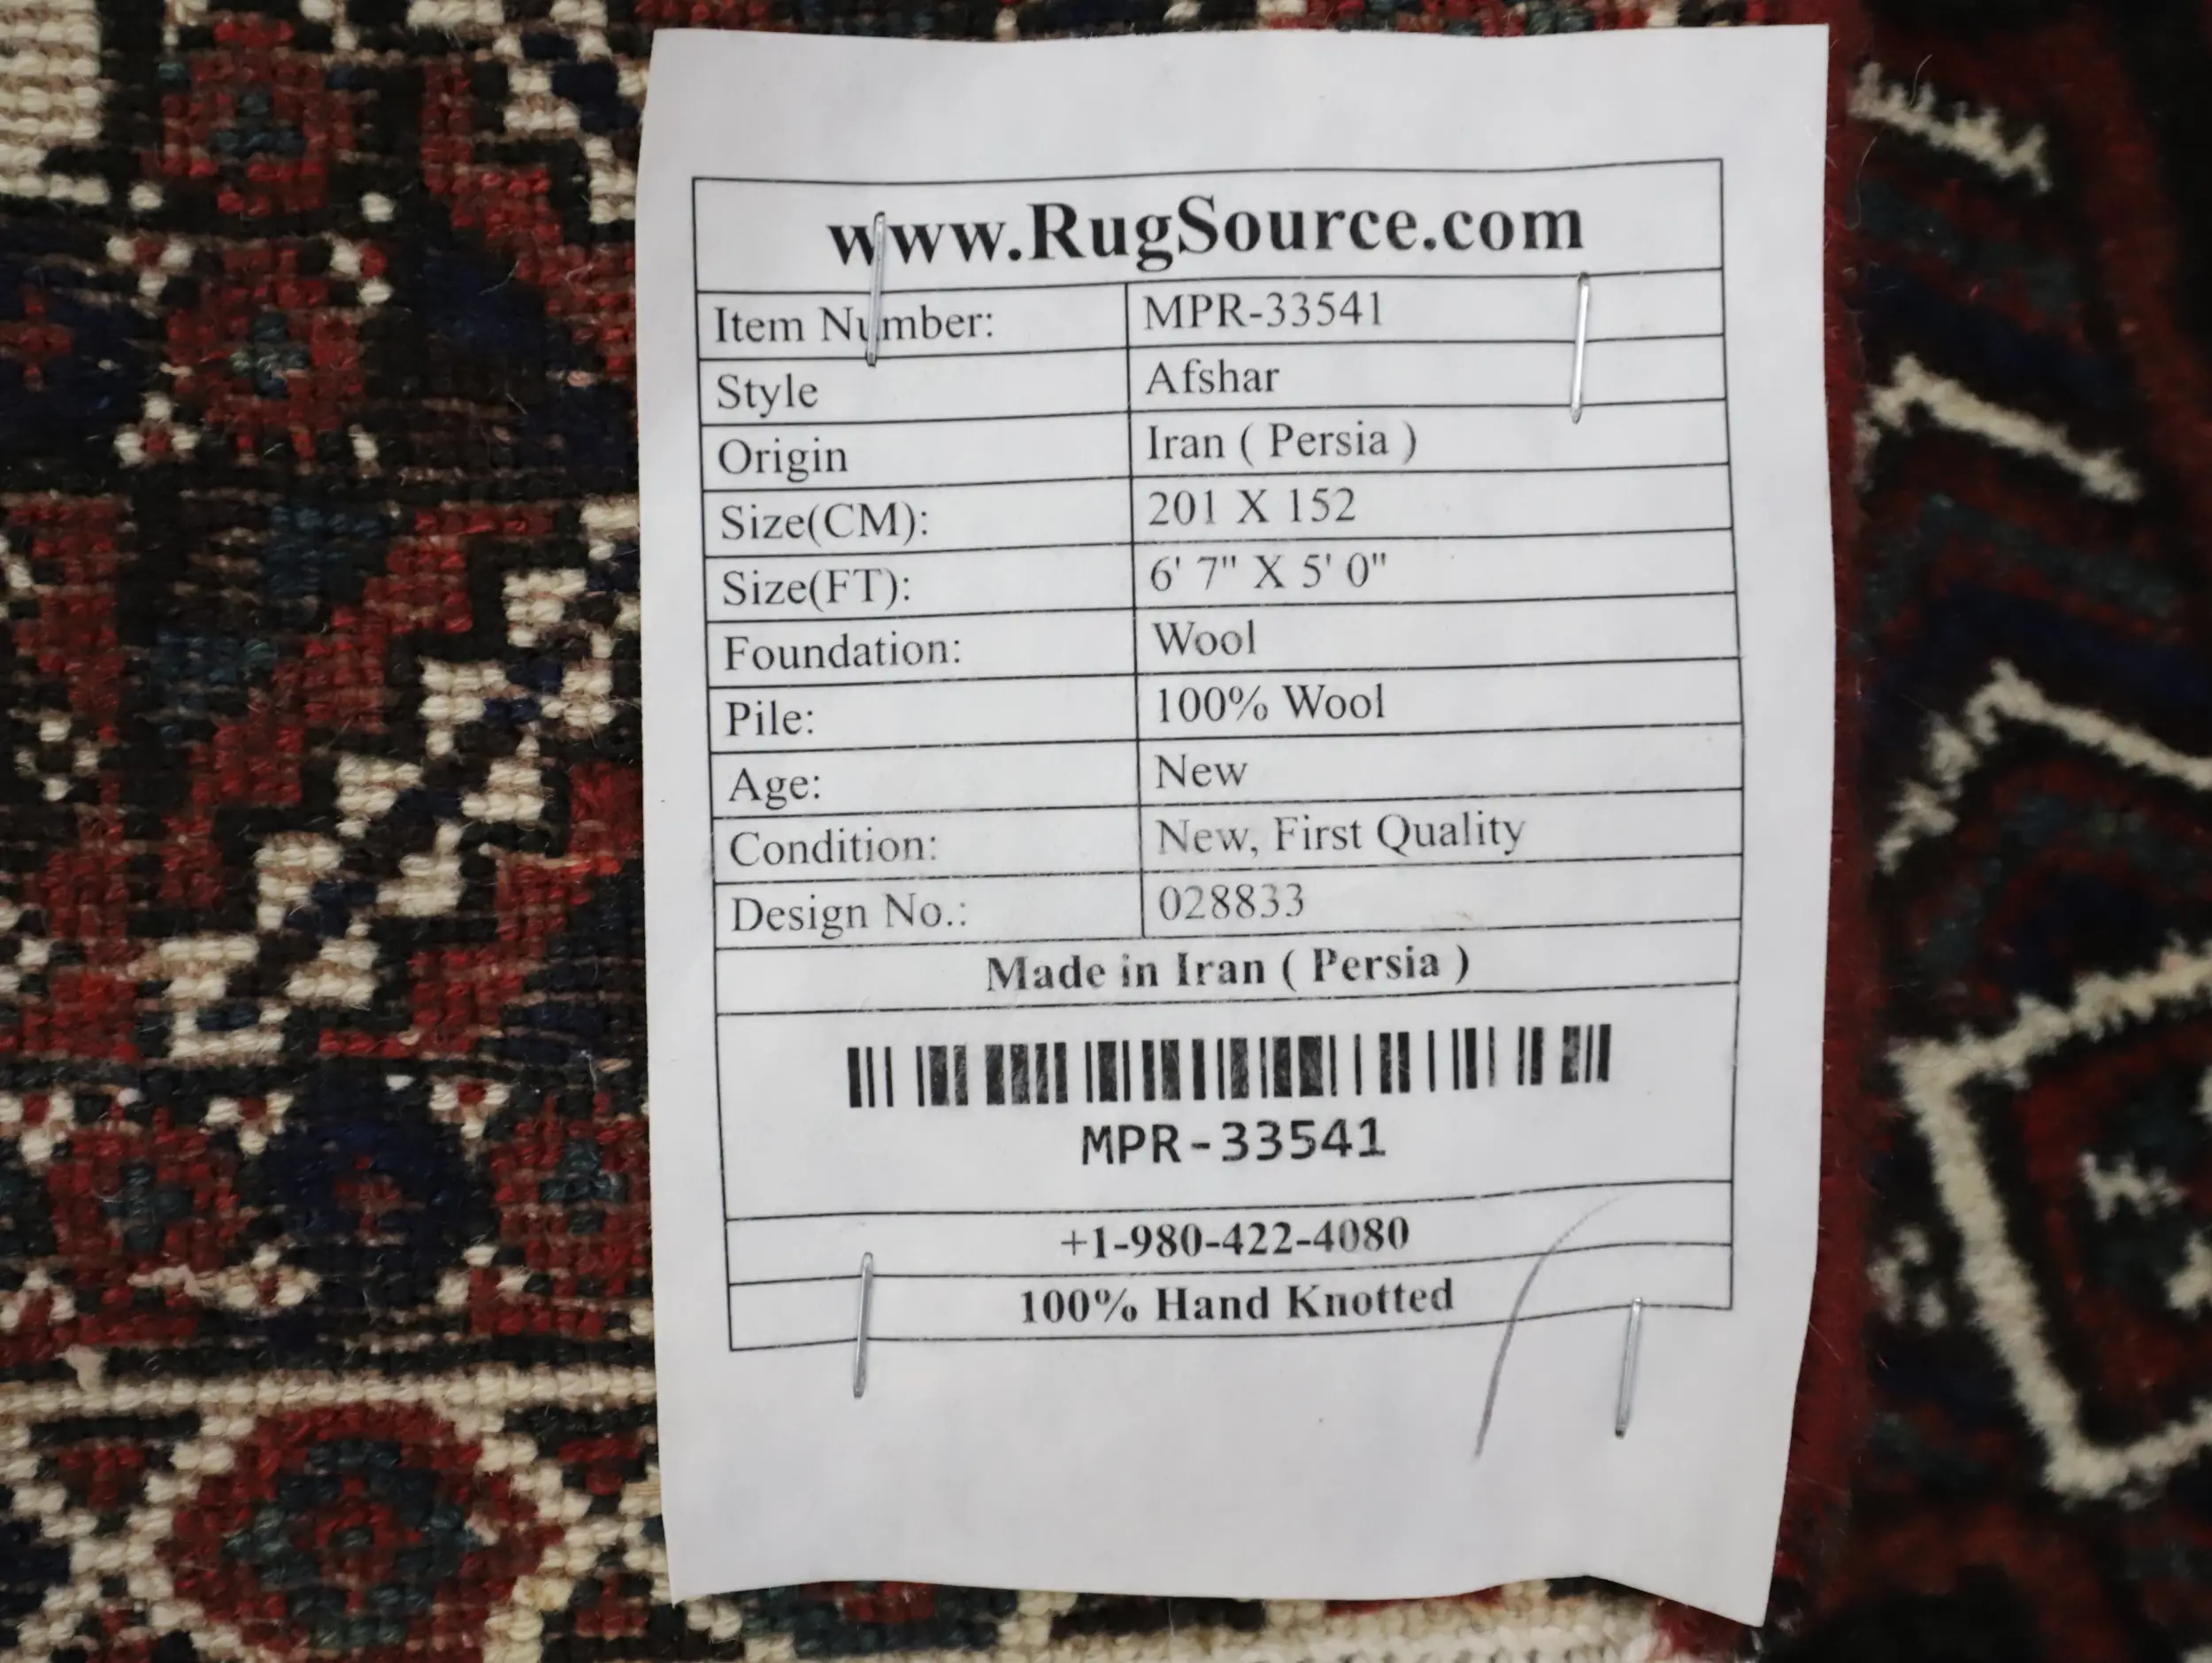 www.RugSource.com
Item Number: MPR-33541
Style Afshar
Origin Iran ( Persia )
Size(CM): 201 X 152
Size(FT): 6' 7" X 5' 0"
Foundation: Wool
Pile: 100% Wool
Age: New
Condition: New, First Quality
Design No.: 028833
Made in Iran ( Persia )
MPR-33541
+1-980-422-4080
100% Hand Knotted